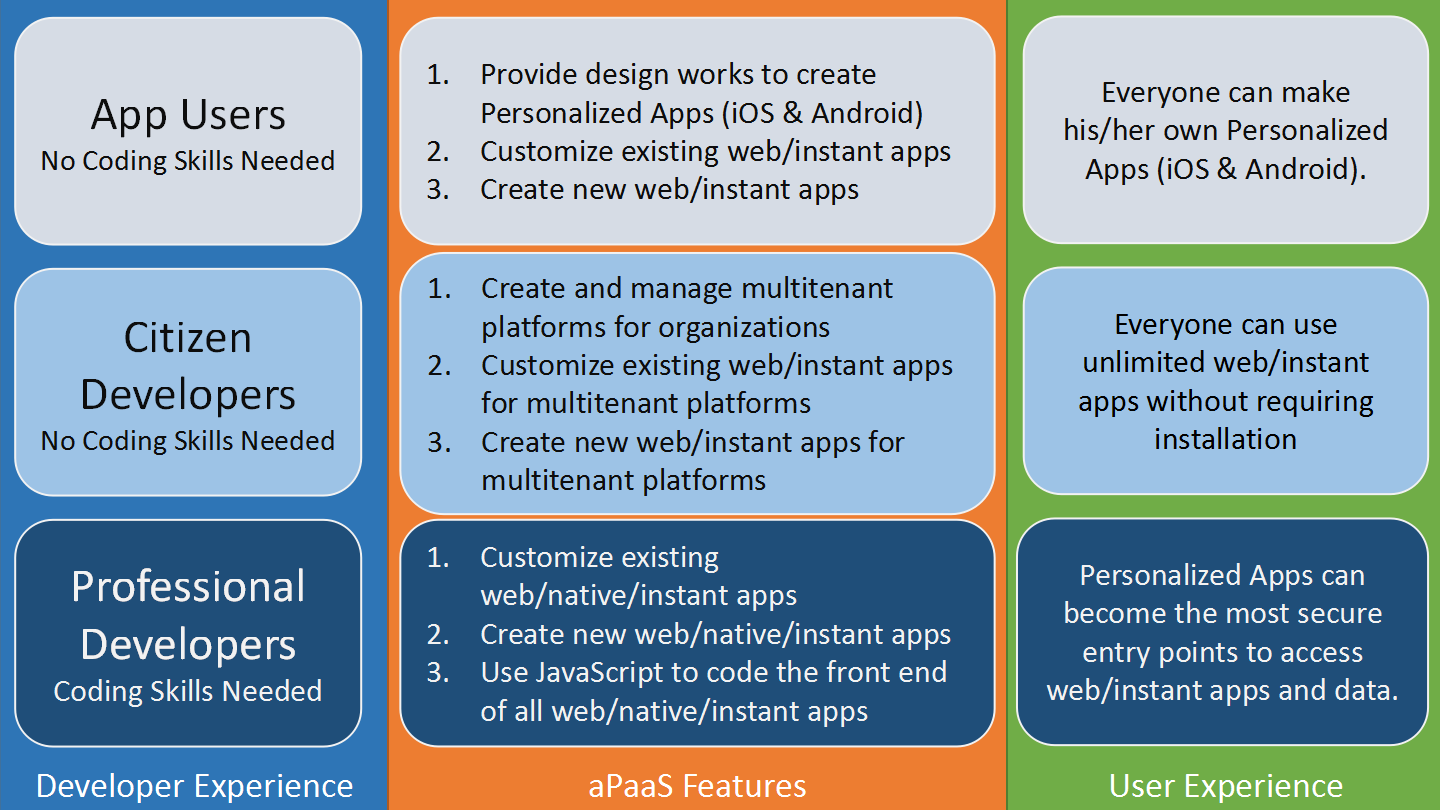 App Users
No Coding Skills Needed
1. Provide design works to create
Personalized Apps (iOS & Android)
2. Customize existing web/instant apps
3. Create new web/instant apps
Everyone can make
his/her own Personalized
Apps (iOS & Android).
Citizen
Developers
No Coding Skills Needed
1. Create and manage multitenant
platforms for organizations
2. Customize existing web/instant apps
for multitenant platforms
3. Create new web/instant apps for
multitenant platforms
Everyone can use
unlimited web/instant
apps without requiring
installation
Professional
Developers
Coding Skills Needed
1. Customize existing
web/native/instant apps
2. Create new web/native/instant apps
3. Use JavaScript to code the front end
of all web/native/instant apps
Personalized Apps can
become the most secure
entry points to access
web/instant apps and data.
Developer Experience
aPaaS Features
User Experience